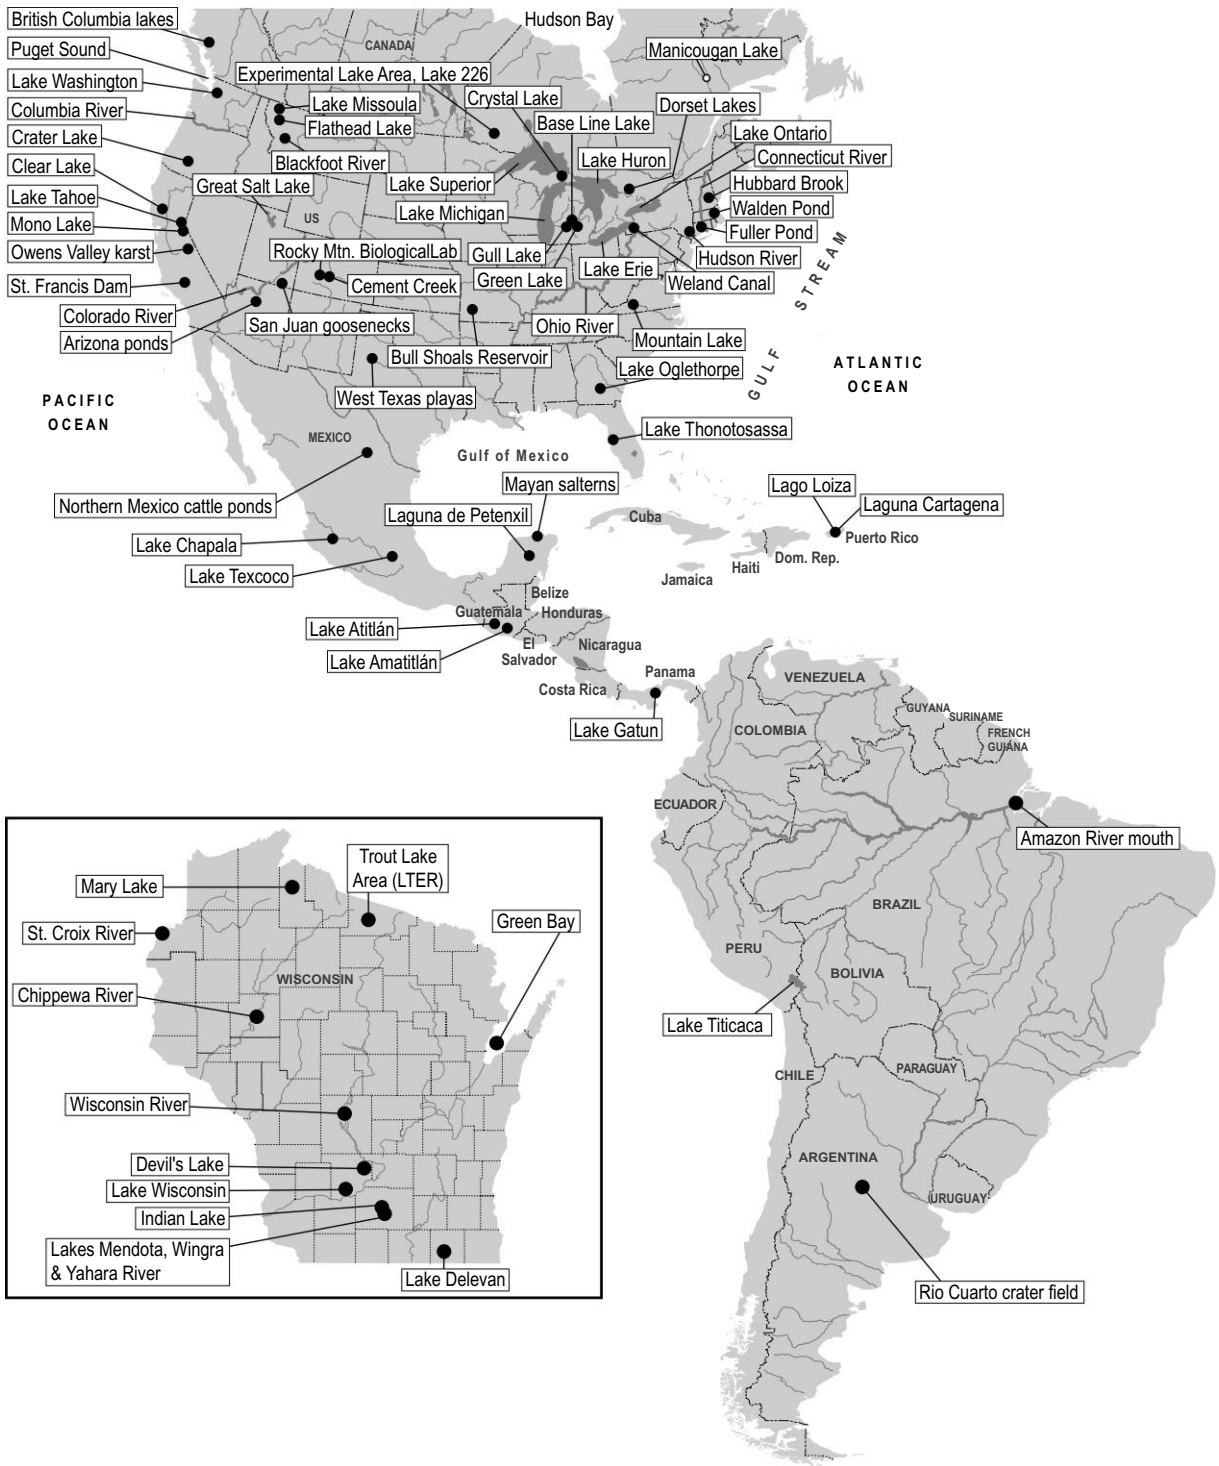 British Columbia lakes
Hudson Bay
Puget Sound
CANADA
Manicougan Lake
Lake Washington
Experimental Lake Area, Lake 226
Columbia River
Lake Missoula
Crystal Lake
Dorset Lakes
Crater Lake
Flathead Lake
Base Line Lake
Lake Ontario
Clear Lake
Blackfoot River
Lake Huron
Connecticut River
Lake Tahoe
Great Salt Lake
Lake Superior
Hubbard Brook
Mono Lake
US
Lake Michigan
Walden Pond
Owens Valley karst
Rocky Mtn. BiologicalLab
Gull Lake
Fuller Pond
St. Francis Dam
Cement Creek
Green Lake
Lake Erie
Hudson River
Weland Canal
Colorado River
San Juan goosenecks
Ohio River
GULF STREAM
Arizona ponds
Bull Shoals Reservoir
Mountain Lake
West Texas playas
Lake Oglethorpe
ATLANTIC
OCEAN
PACIFIC
OCEAN
MEXICO
Lake Thonotosassa
Gulf of Mexico
Northern Mexico cattle ponds
Mayan salterns
Lago Loiza
Laguna de Petenxil
Cuba
Laguna Cartagena
Lake Chapala
Puerto Rico
Lake Texcoco
Haiti
Dom. Rep.
Jamaica
Belize
Guatemala
Honduras
Lake Atitlán
El
Salvador
Nicaragua
Lake Amatitlán
Costa Rica
Panama
Lake Gatun
VENEZUELA
GUYANA
SURINAME
FRENCH
GUIANA
COLOMBIA
ECUADOR
Amazon River mouth
BRAZIL
PERU
BOLIVIA
Lake Titicaca
PARAGUAY
CHILE
ARGENTINA
URUGUAY
Rio Cuarto crater field
Trout Lake
Area (LTER)
Mary Lake
Green Bay
St. Croix River
WISCONSIN
Chippewa River
Wisconsin River
Devil's Lake
Lake Wisconsin
Indian Lake
Lakes Mendota, Wingra
& Yahara River
Lake Delevan